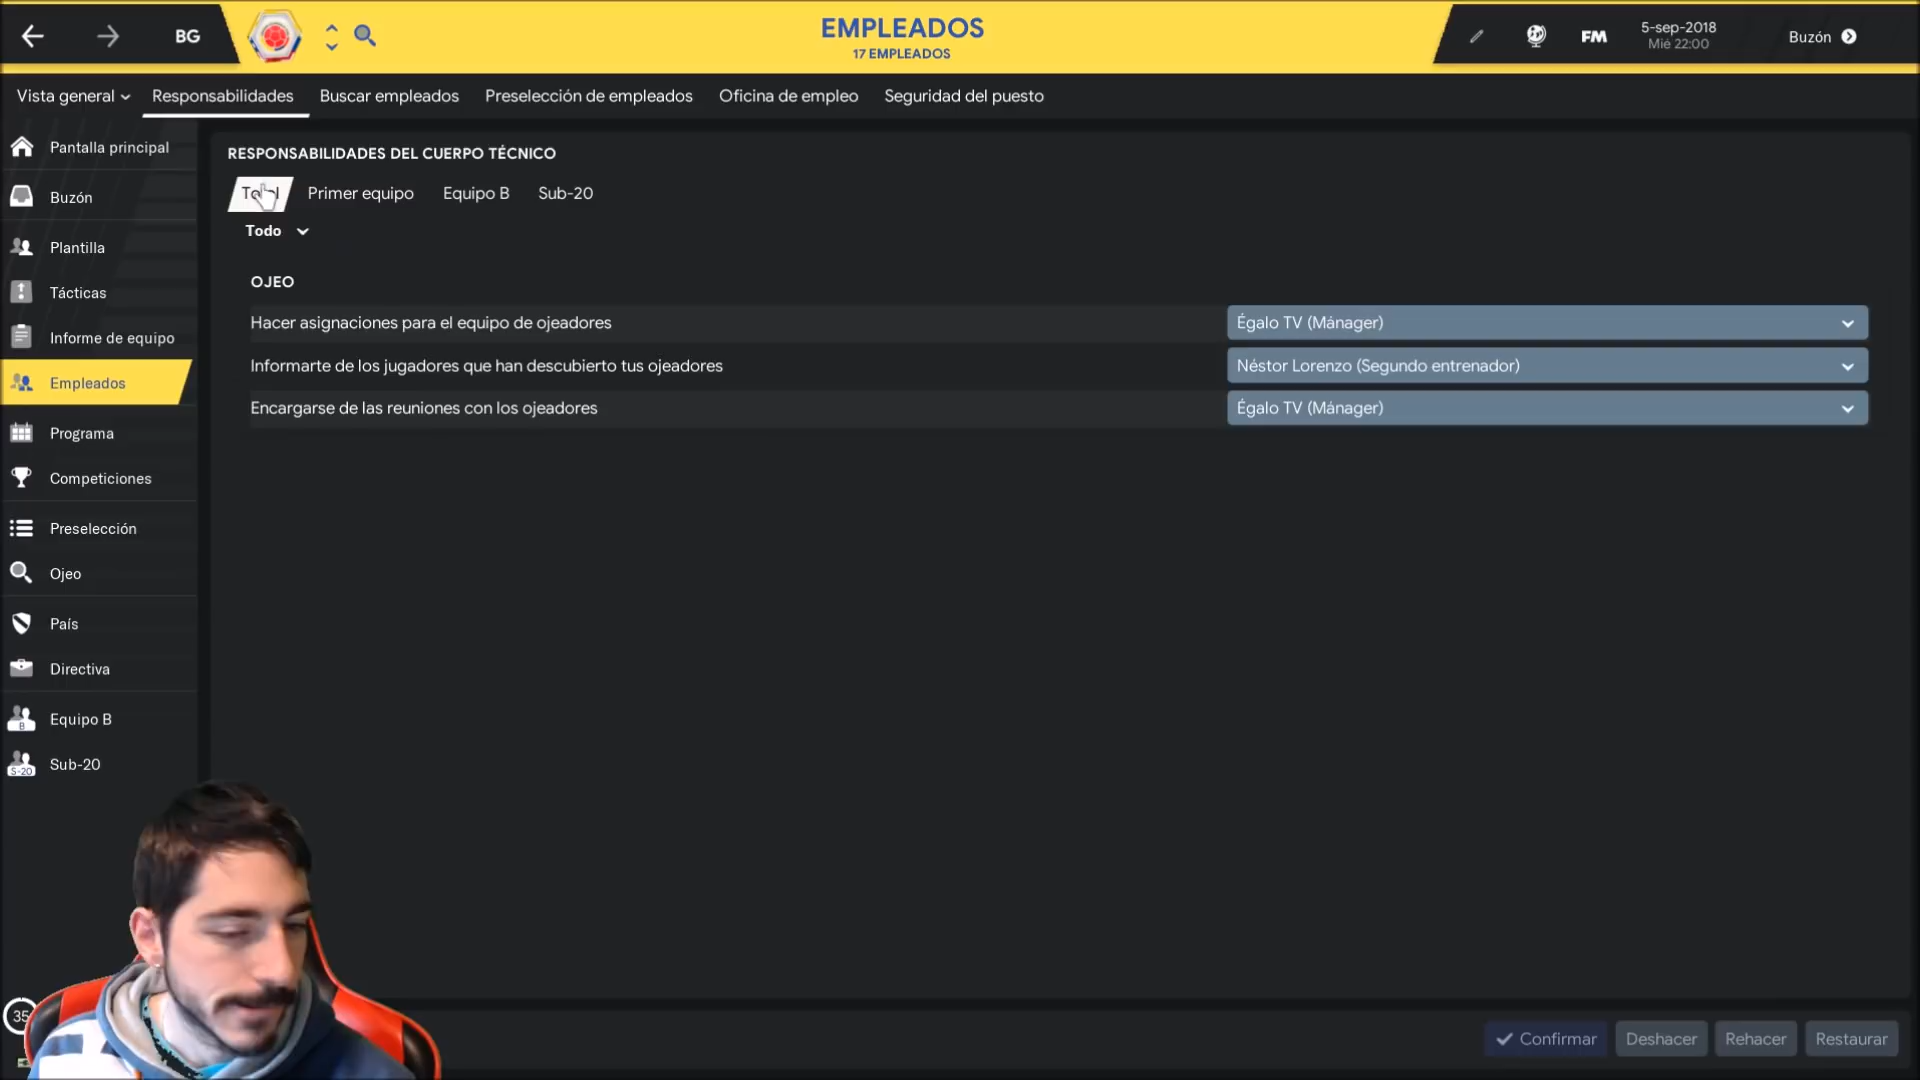 BG
EMPLEADOS
17 EMPLEADOS
FM
5-sep-2018
Mié 22:00
Buzón
Vista general
Responsabilidades
Buscar empleados
Preselección de empleados
Oficina de empleo
Seguridad del puesto
Pantalla principal
Buzón
Plantilla
Tácticas
Informe de equipo
Empleados
Programa
Competiciones
Preselección
Ojeo
País
Directiva
B
Equipo B
S-20
Sub-20
RESPONSABILIDADES DEL CUERPO TÉCNICO
Primer equipo
Equipo B
Sub-20
Todo
OJEO
Hacer asignaciones para el equipo de ojeadores
Égalo TV (Mánager)
Informarte de los jugadores que han descubierto tus ojeadores
Néstor Lorenzo (Segundo entrenador)
Encargarse de las reuniones con los ojeadores
Égalo TV (Mánager)
35
Confirmar
Deshacer
Rehacer
Restaurar